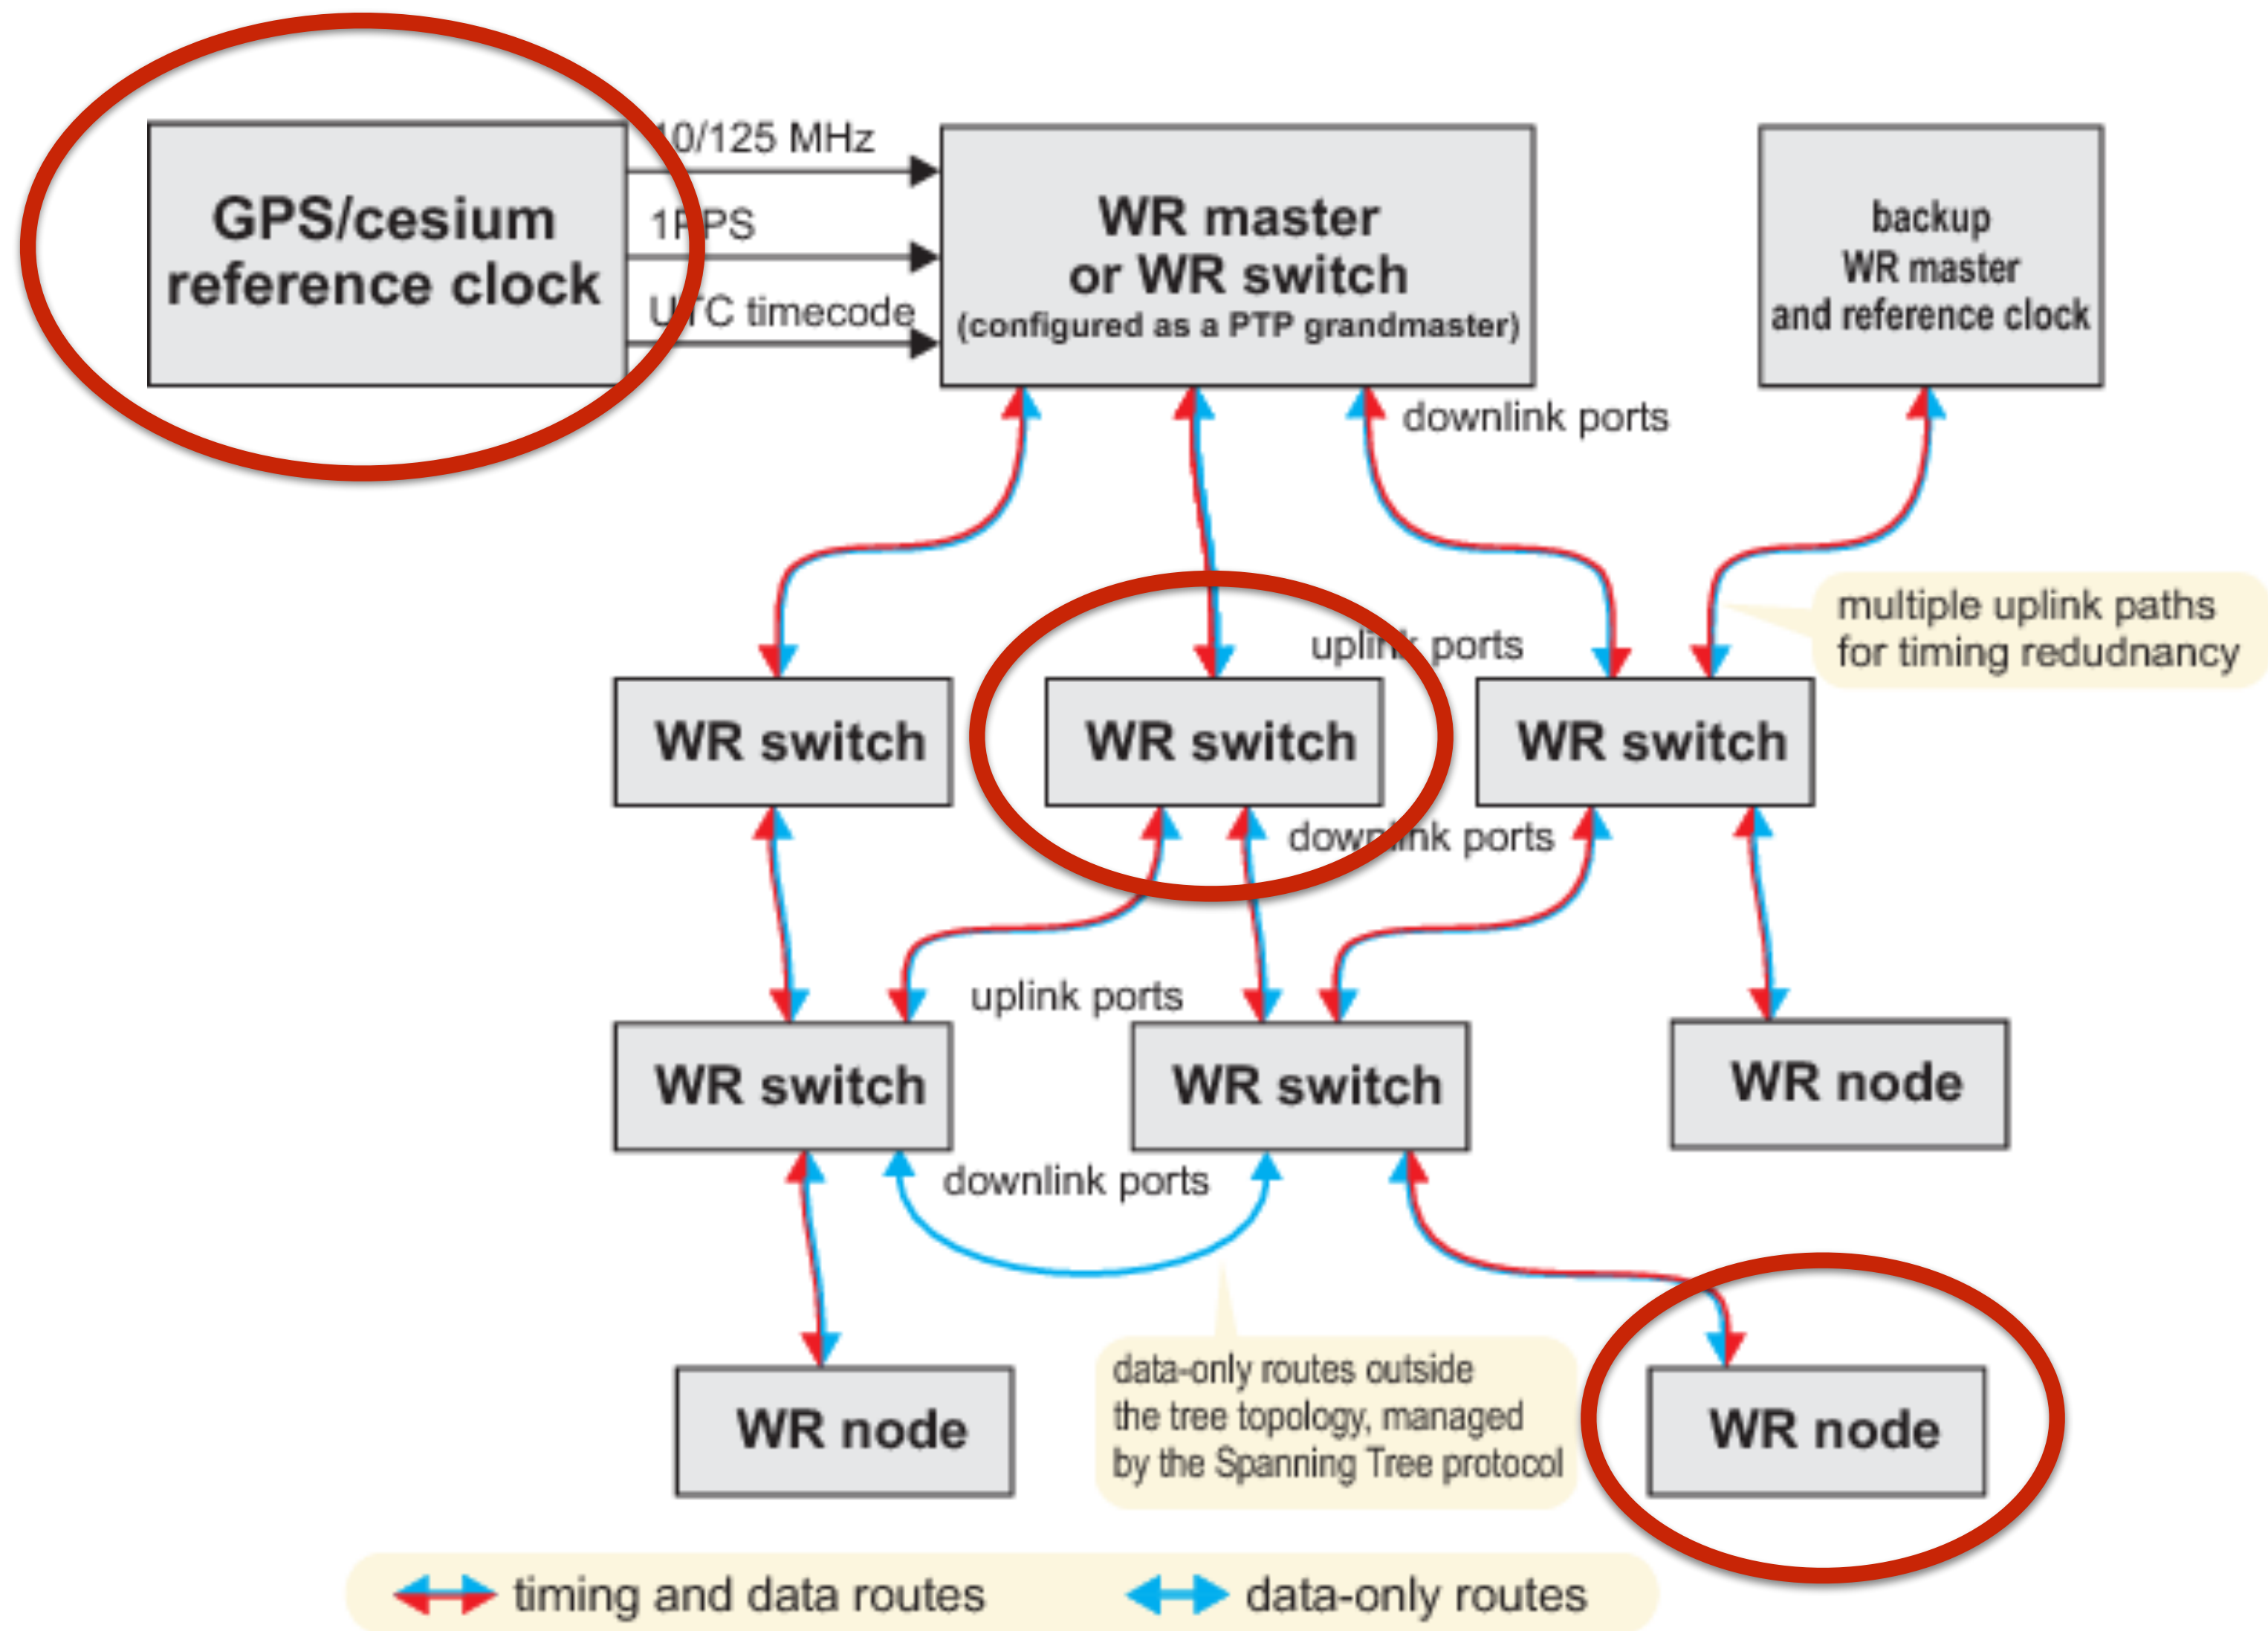 GPS/cesium
reference clock
10/125 MHz
1PPS
UTC timecode
WR master
or WR switch
(configured as a PTP grandmaster)
backup
WR master
and reference clock
downlink ports
multiple uplink paths
for timing redudnancy
uplink ports
WR switch
WR switch
WR switch
downlink ports
uplink ports
WR switch
WR switch
WR node
downlink ports
data-only routes outside
the tree topology, managed
by the Spanning Tree protocol
WR node
WR node
timing and data routes
data-only routes